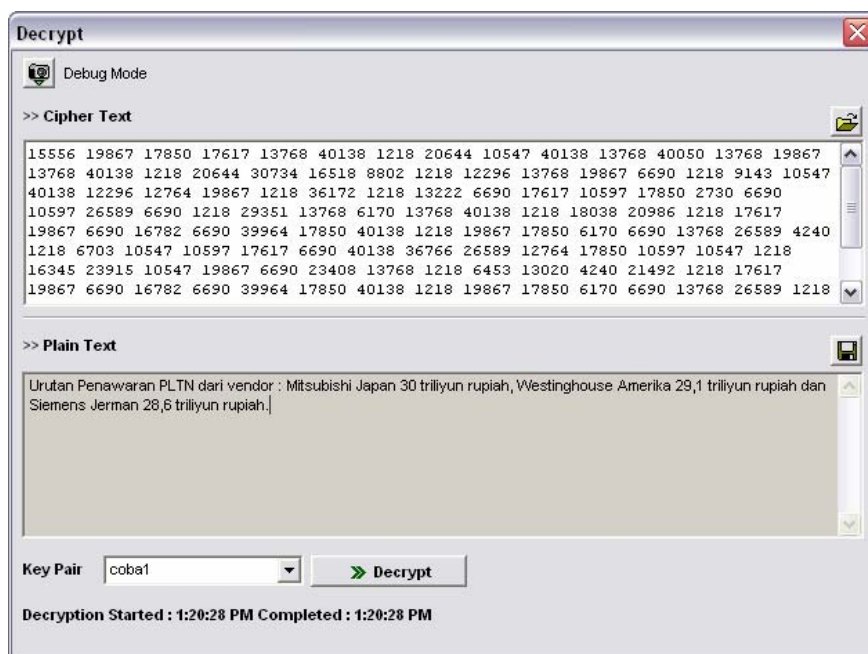 Decrypt
Debug Mode
>> Cipher Text
15556 19867 17850 17617 13768 40138 1218 20644 10547 40138 13768 40050 13768 19867
13768 40138 1218 20644 30734 16518 8802 1218 12296 13768 19867 6690 1218 9143 10547
40138 12296 12764 19867 1218 36172 1218 13222 6690 17617 10597 17850 2730 6690
10597 26589 6690 1218 29351 13768 6170 13768 40138 1218 18038 20986 1218 17617
19867 6690 16782 6690 39964 17850 40138 1218 19867 17850 6170 6690 13768 26589 4240
1218 6703 10547 10597 17617 6690 40138 36766 26589 12764 17850 10597 10547 1218
16345 23915 10547 19867 6690 23408 13768 1218 6453 13020 4240 21492 1218 17617
19867 6690 16782 6690 39964 17850 40138 1218 19867 17850 6170 6690 13768 26589 1218
>> Plain Text
Urutan Penawaran PLTN dari vendor : Mitsubishi Japan 30 triliyun rupiah, Westinghouse Amerika 29,1 triliyun rupiah dan
Siemens Jerman 28,6 triliyun rupiah.
Key Pair coba1 >> Decrypt
Decryption Started : 1:20:28 PM Completed : 1:20:28 PM